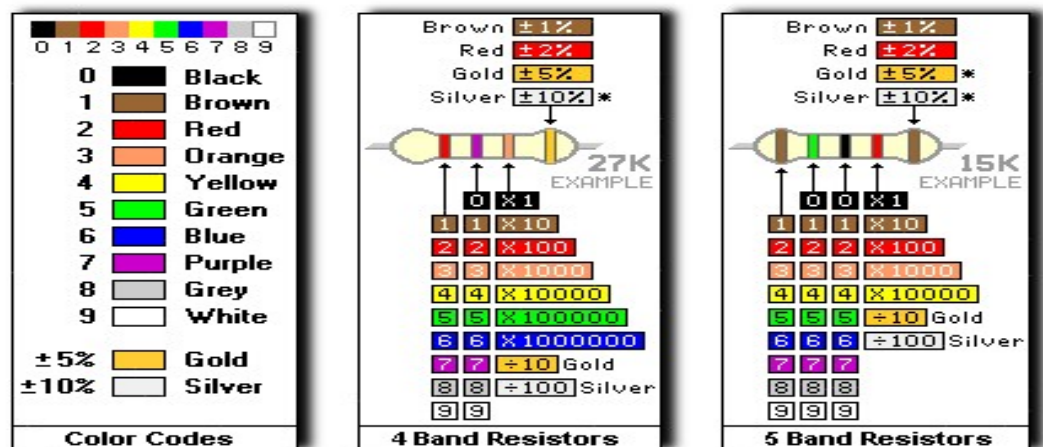 0 1 2 3 4 5 6 7 8 9
0 Black
1 Brown
2 Red
3 Orange
4 Yellow
5 Green
6 Blue
7 Purple
8 Grey
9 White
±5% Gold
±10% Silver
Color Codes
Brown ±1%
Red ±2%
Gold ±5%
Silver ±10% *
27K
EXAMPLE
0 X1
1 1 X10
2 2 X100
3 3 X1000
4 4 X10000
5 5 X100000
6 6 X1000000
7 7 ÷10 Gold
8 8 ÷100 Silver
9 9
4 Band Resistors
Brown ±1%
Red ±2%
Gold ±5% *
Silver ±10% *
15K
EXAMPLE
0 0 X1
1 1 1 X10
2 2 2 X100
3 3 3 X1000
4 4 4 X10000
5 5 5 ÷10 Gold
6 6 6 ÷100 Silver
7 7 7
8 8 8
9 9 9
5 Band Resistors